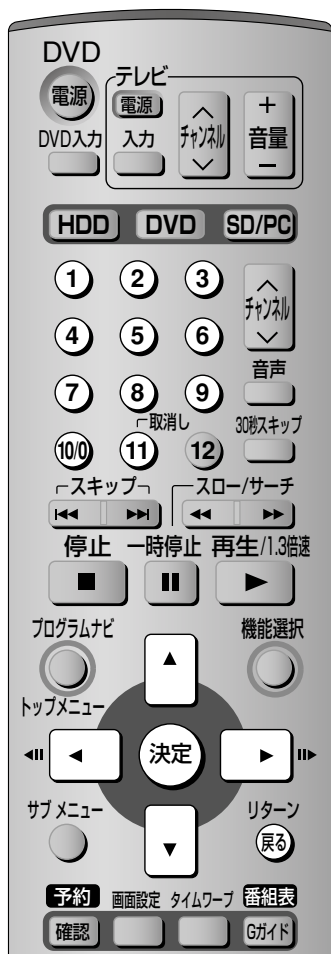 DVD
テレビ
電源 電源 チャンネル + 音量 −
DVD入力 入力
HDD DVD SD/PC
1 2 3
チャンネル
4 5 6
音声
7 8 9
取消し 30秒スキップ
10/0 11 12
スキップ スロー/サーチ
停止 一時停止 再生/1.3倍速
プログラムナビ 機能選択
トップメニュー
決定
サブ メニュー リターン
戻る
予約 画面設定 タイムワープ 番組表
確認 Gガイド